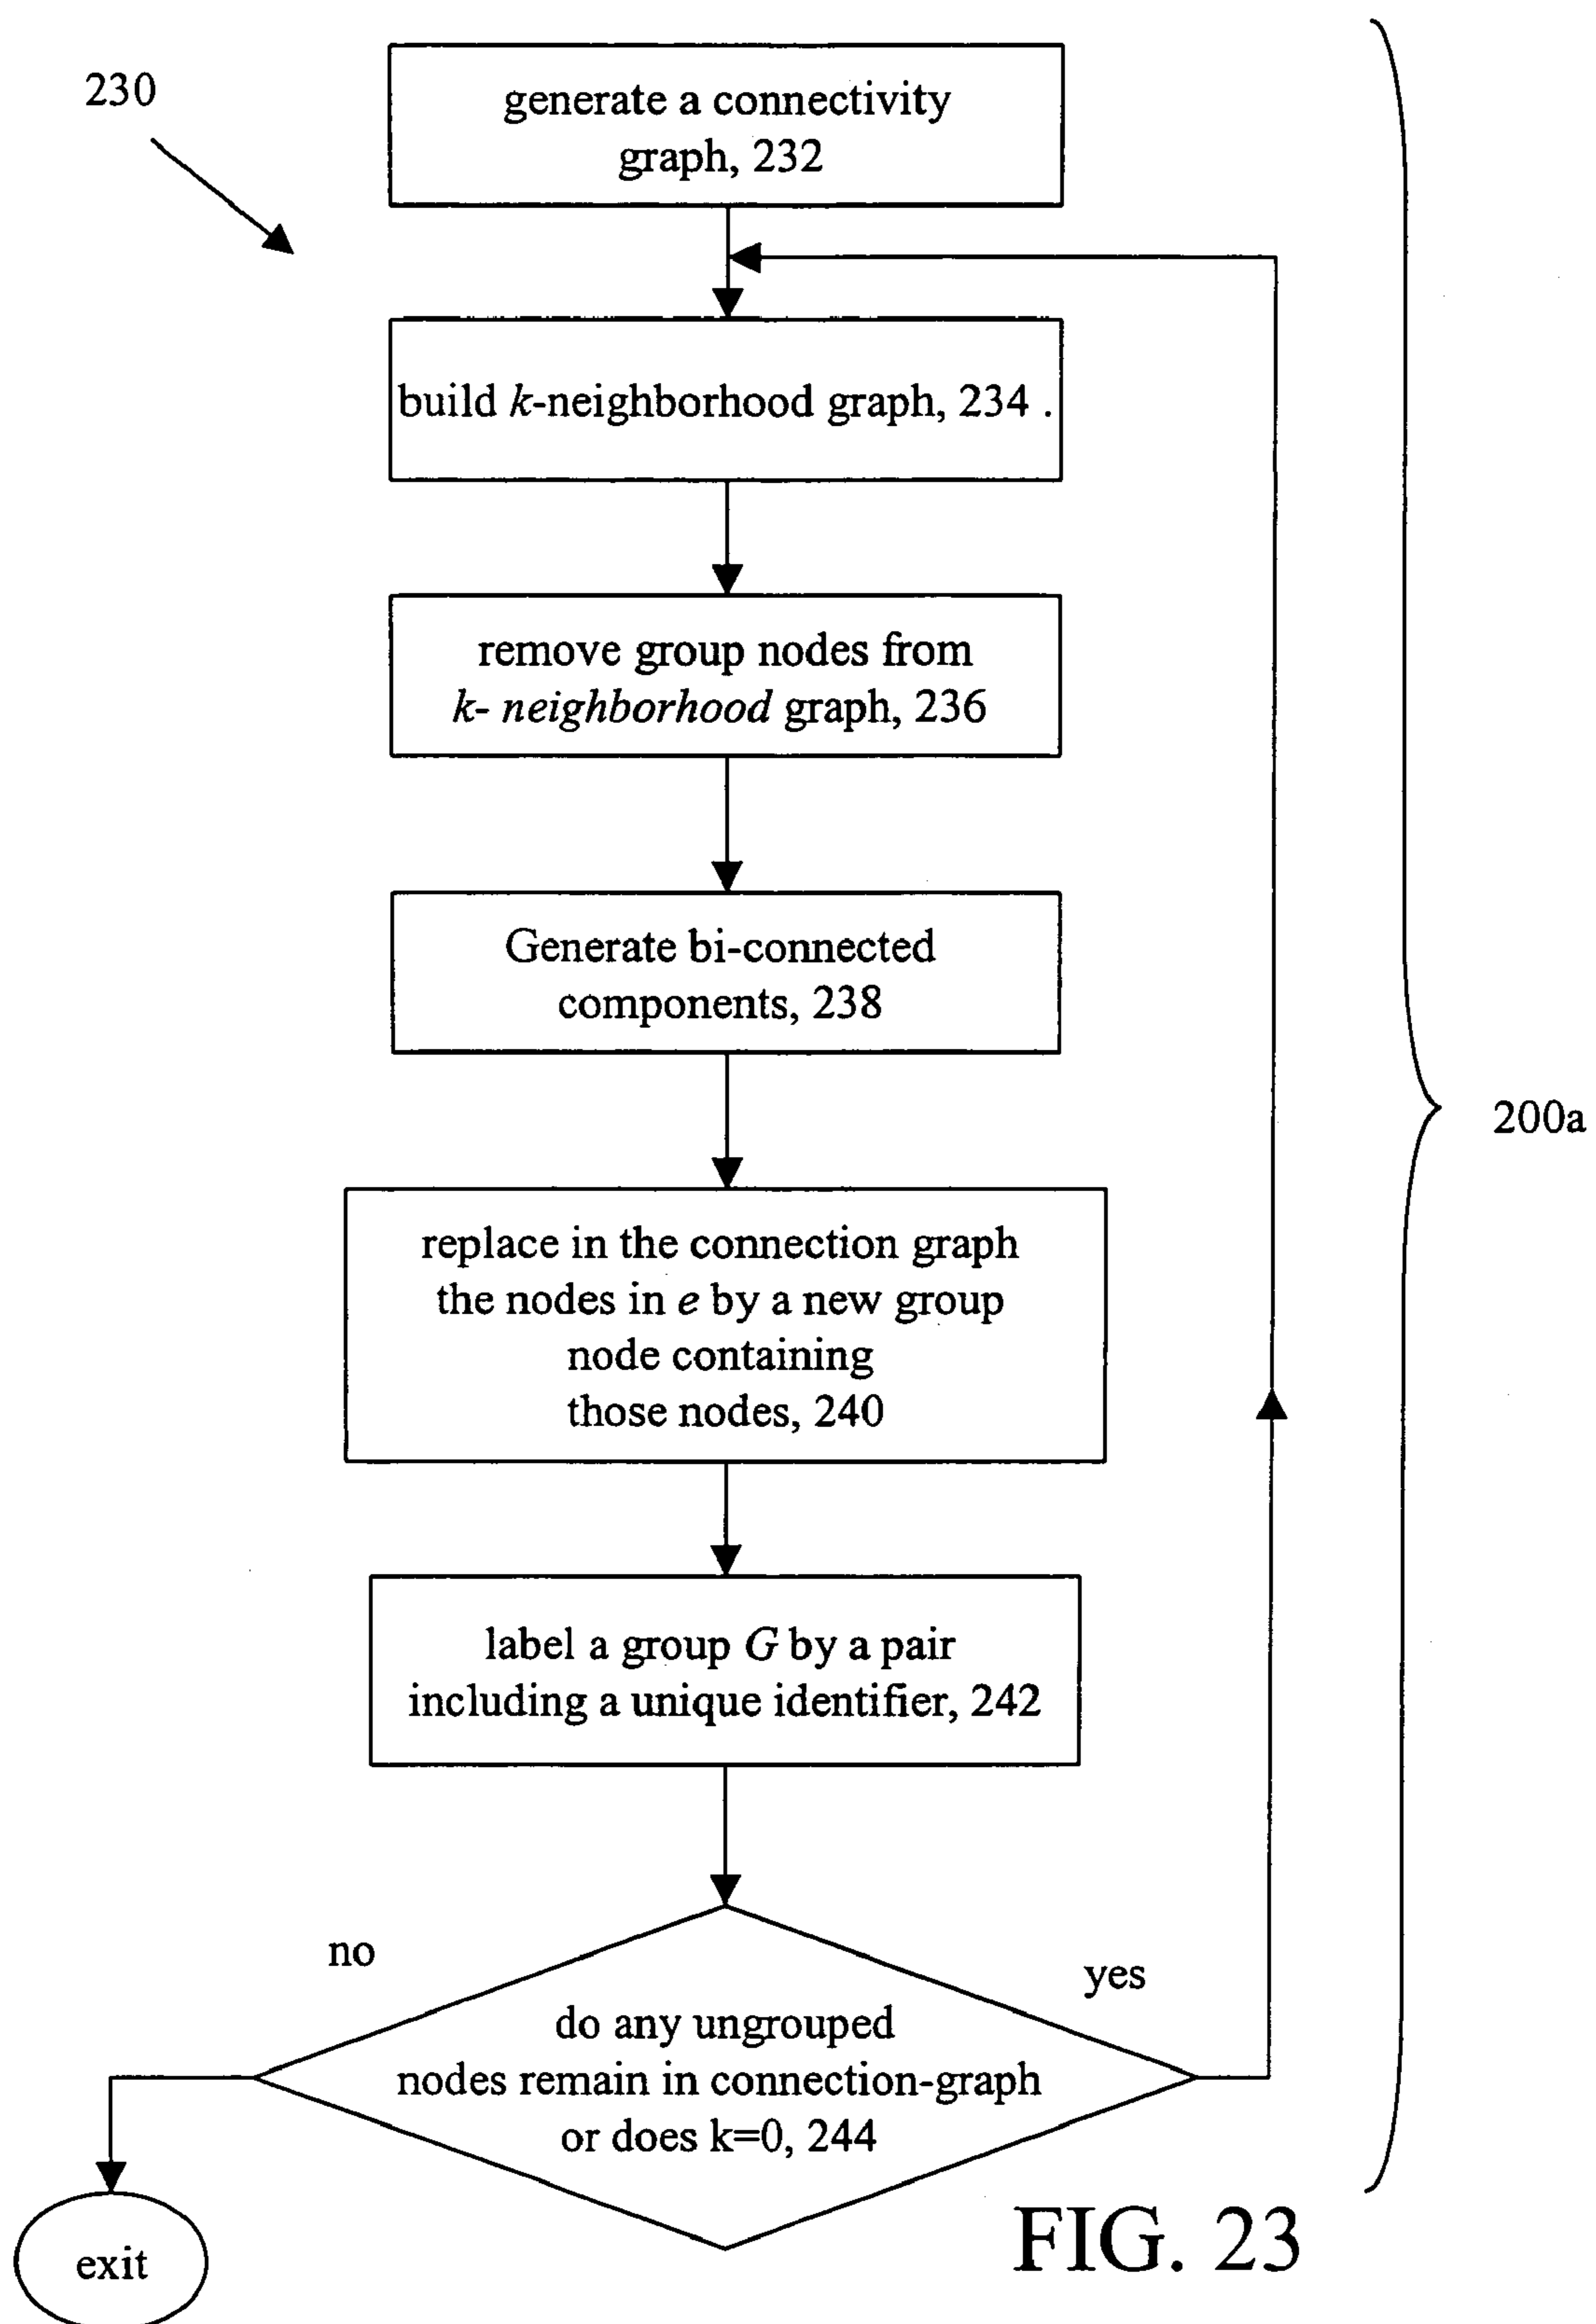 230
generate a connectivity
graph, 232
build k-neighborhood graph, 234 .
remove group nodes from
k- neighborhood graph, 236
Generate bi-connected
components, 238
200a
replace in the connection graph
the nodes in e by a new group
node containing
those nodes, 240
label a group G by a pair
including a unique identifier, 242
no
yes
do any ungrouped
nodes remain in connection-graph
or does k=0, 244
exit
FIG. 23